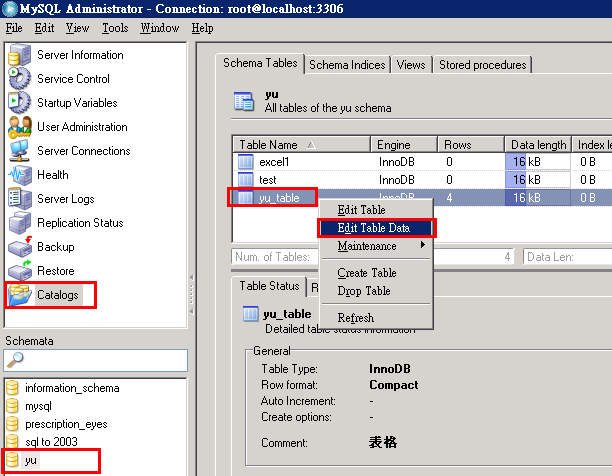 MySQL Administrator - Connection: root@localhost:3306
File Edit View Tools Window Help
Server Information
Service Control
Startup Variables
User Administration
Server Connections
Health
Server Logs
Replication Status
Backup
Restore
Catalogs
Schemata
information_schema
mysql
prescription_eyes
sql to 2003
yu
Schema Tables Schema Indices Views Stored procedures
yu
All tables of the yu schema
Table Name Engine Rows Data length Index le
excel1 InnoDB 0 16 kB 0 B
test InnoDB 0 16 kB 0 B
yu_table InnoDB 4 16 kB 0 B
Edit Table
Edit Table Data
Maintenance
Create Table
Drop Table
Refresh
Num. of Tables: 4 Data Len:
Table Status R
yu_table
Detailed table status information
General
Table Type: InnoDB
Row format: Compact
Auto Increment: -
Create options: -
Comment: 表格